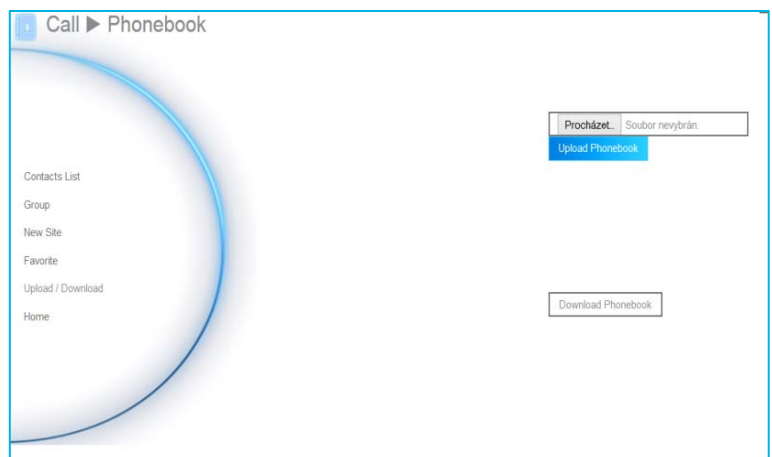 Call ▶ Phonebook
Procházet.. Soubor nevybrán.
Upload Phonebook
Contacts List
Group
New Site
Favorite
Upload / Download
Home
Download Phonebook